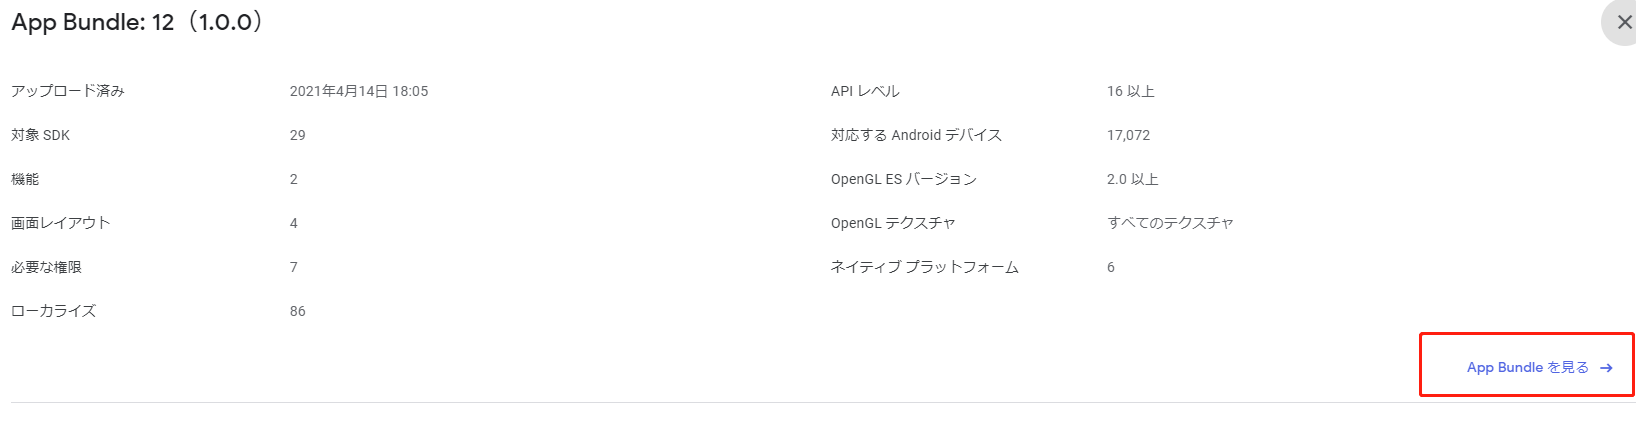 App Bundle: 12（1.0.0）
アップロード済み 2021年4月14日 18:05 API レベル 16 以上
対象 SDK 29 対応する Android デバイス 17,072
機能 2 OpenGL ES バージョン 2.0 以上
画面レイアウト 4 OpenGL テクスチャ すべてのテクスチャ
必要な権限 7 ネイティブ プラットフォーム 6
ローカライズ 86
App Bundle を見る →